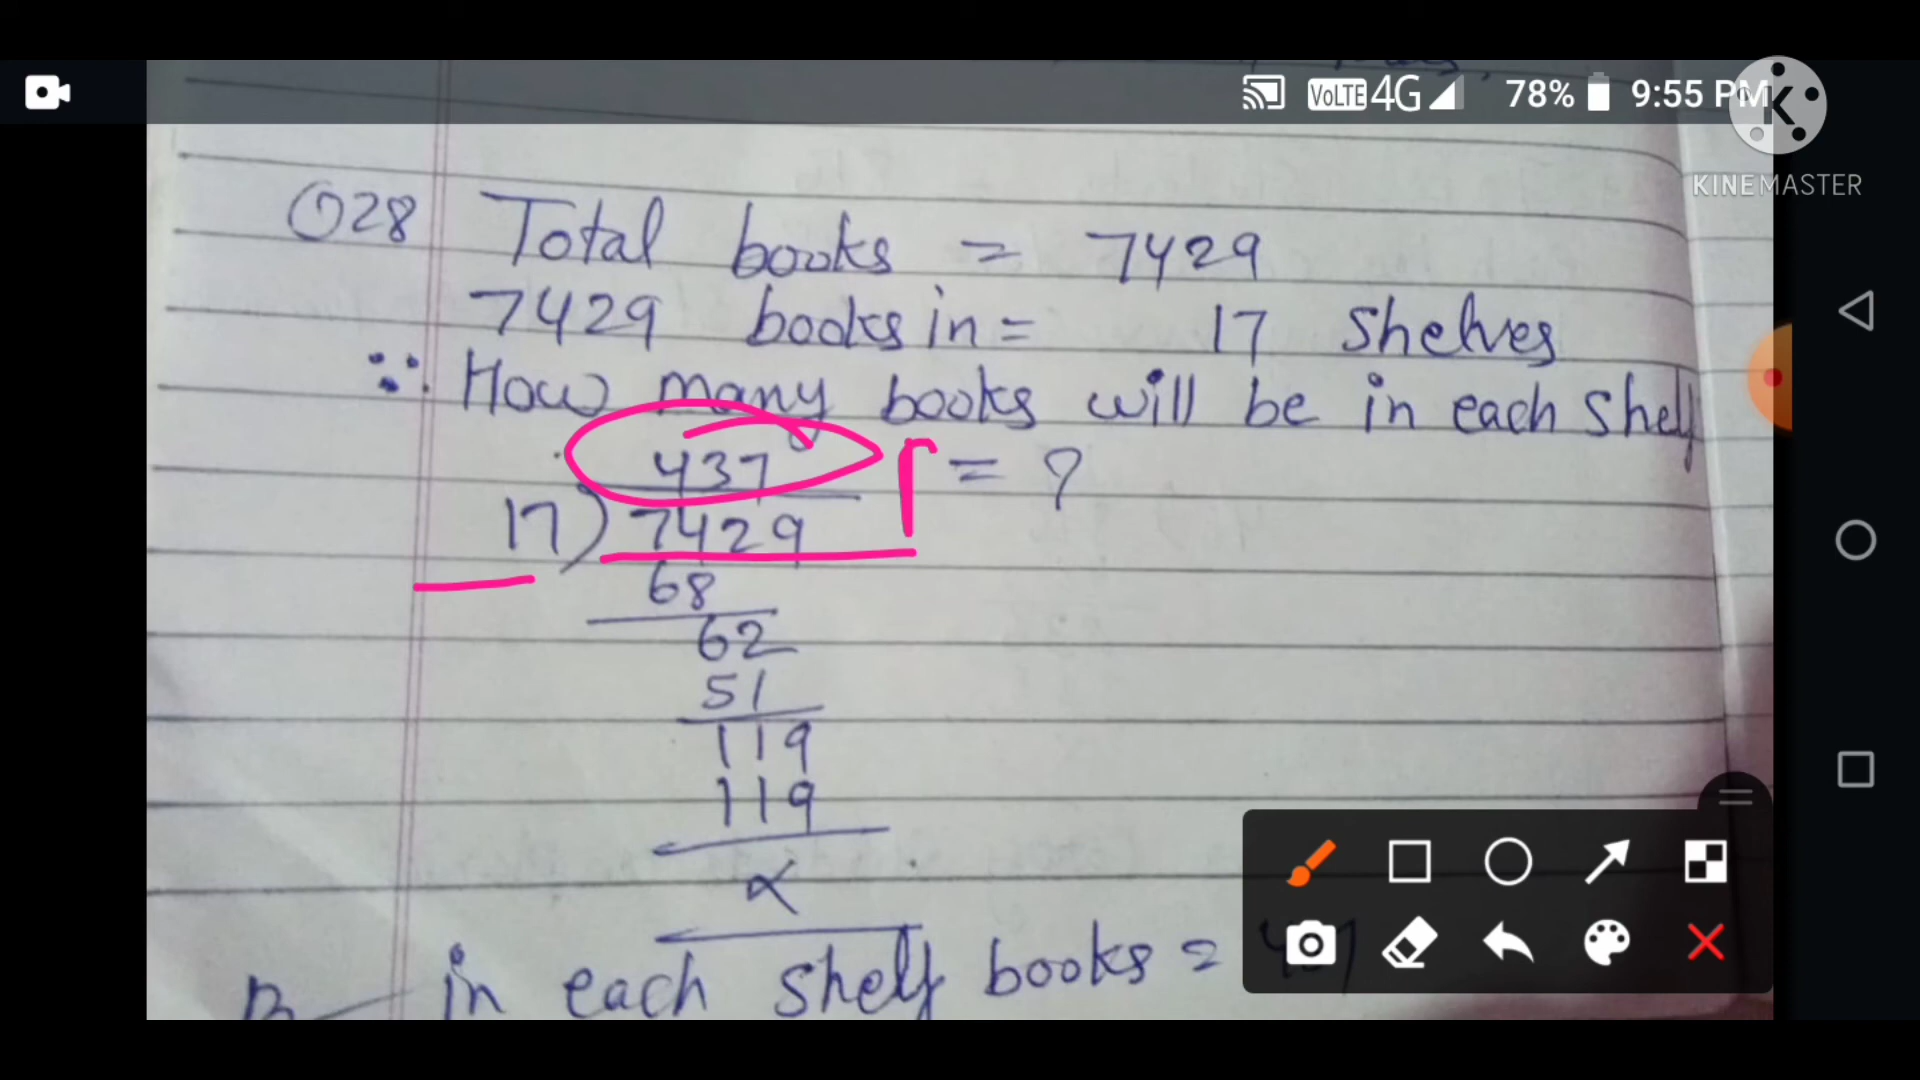 VoLTE 4G 78% 9:55 PM
K
KINEMASTER
Q28 Total books = 7429
7429 books in = 17 Shelves
∵ How many books will be in each Shelf
437 = ?
17) 7429
68
62
51
119
119
×
in each shelf books =